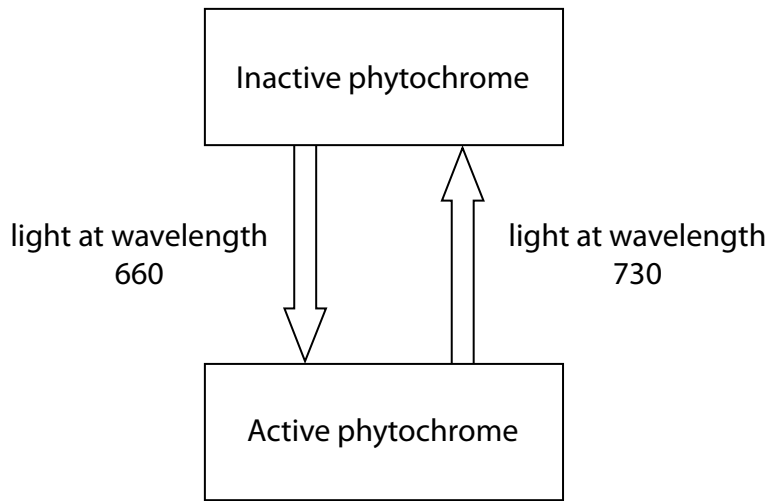 Inactive phytochrome
light at wavelength
660
light at wavelength
730
Active phytochrome